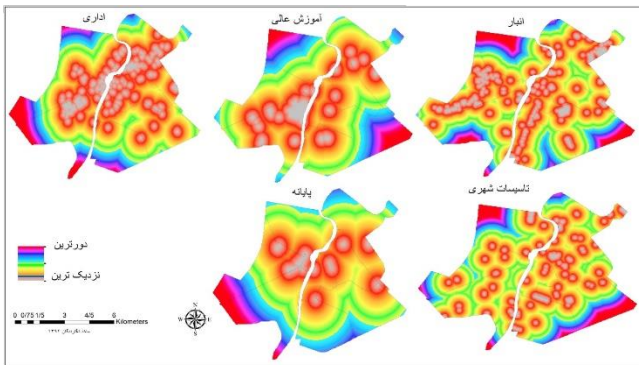 اداری
آموزش عالی
انبار
پایانه
تاسیسات شهری
دورترین
نزدیک ترین
0 0/75 1/5 3 4/5 6
Kilometers
N
W E
S